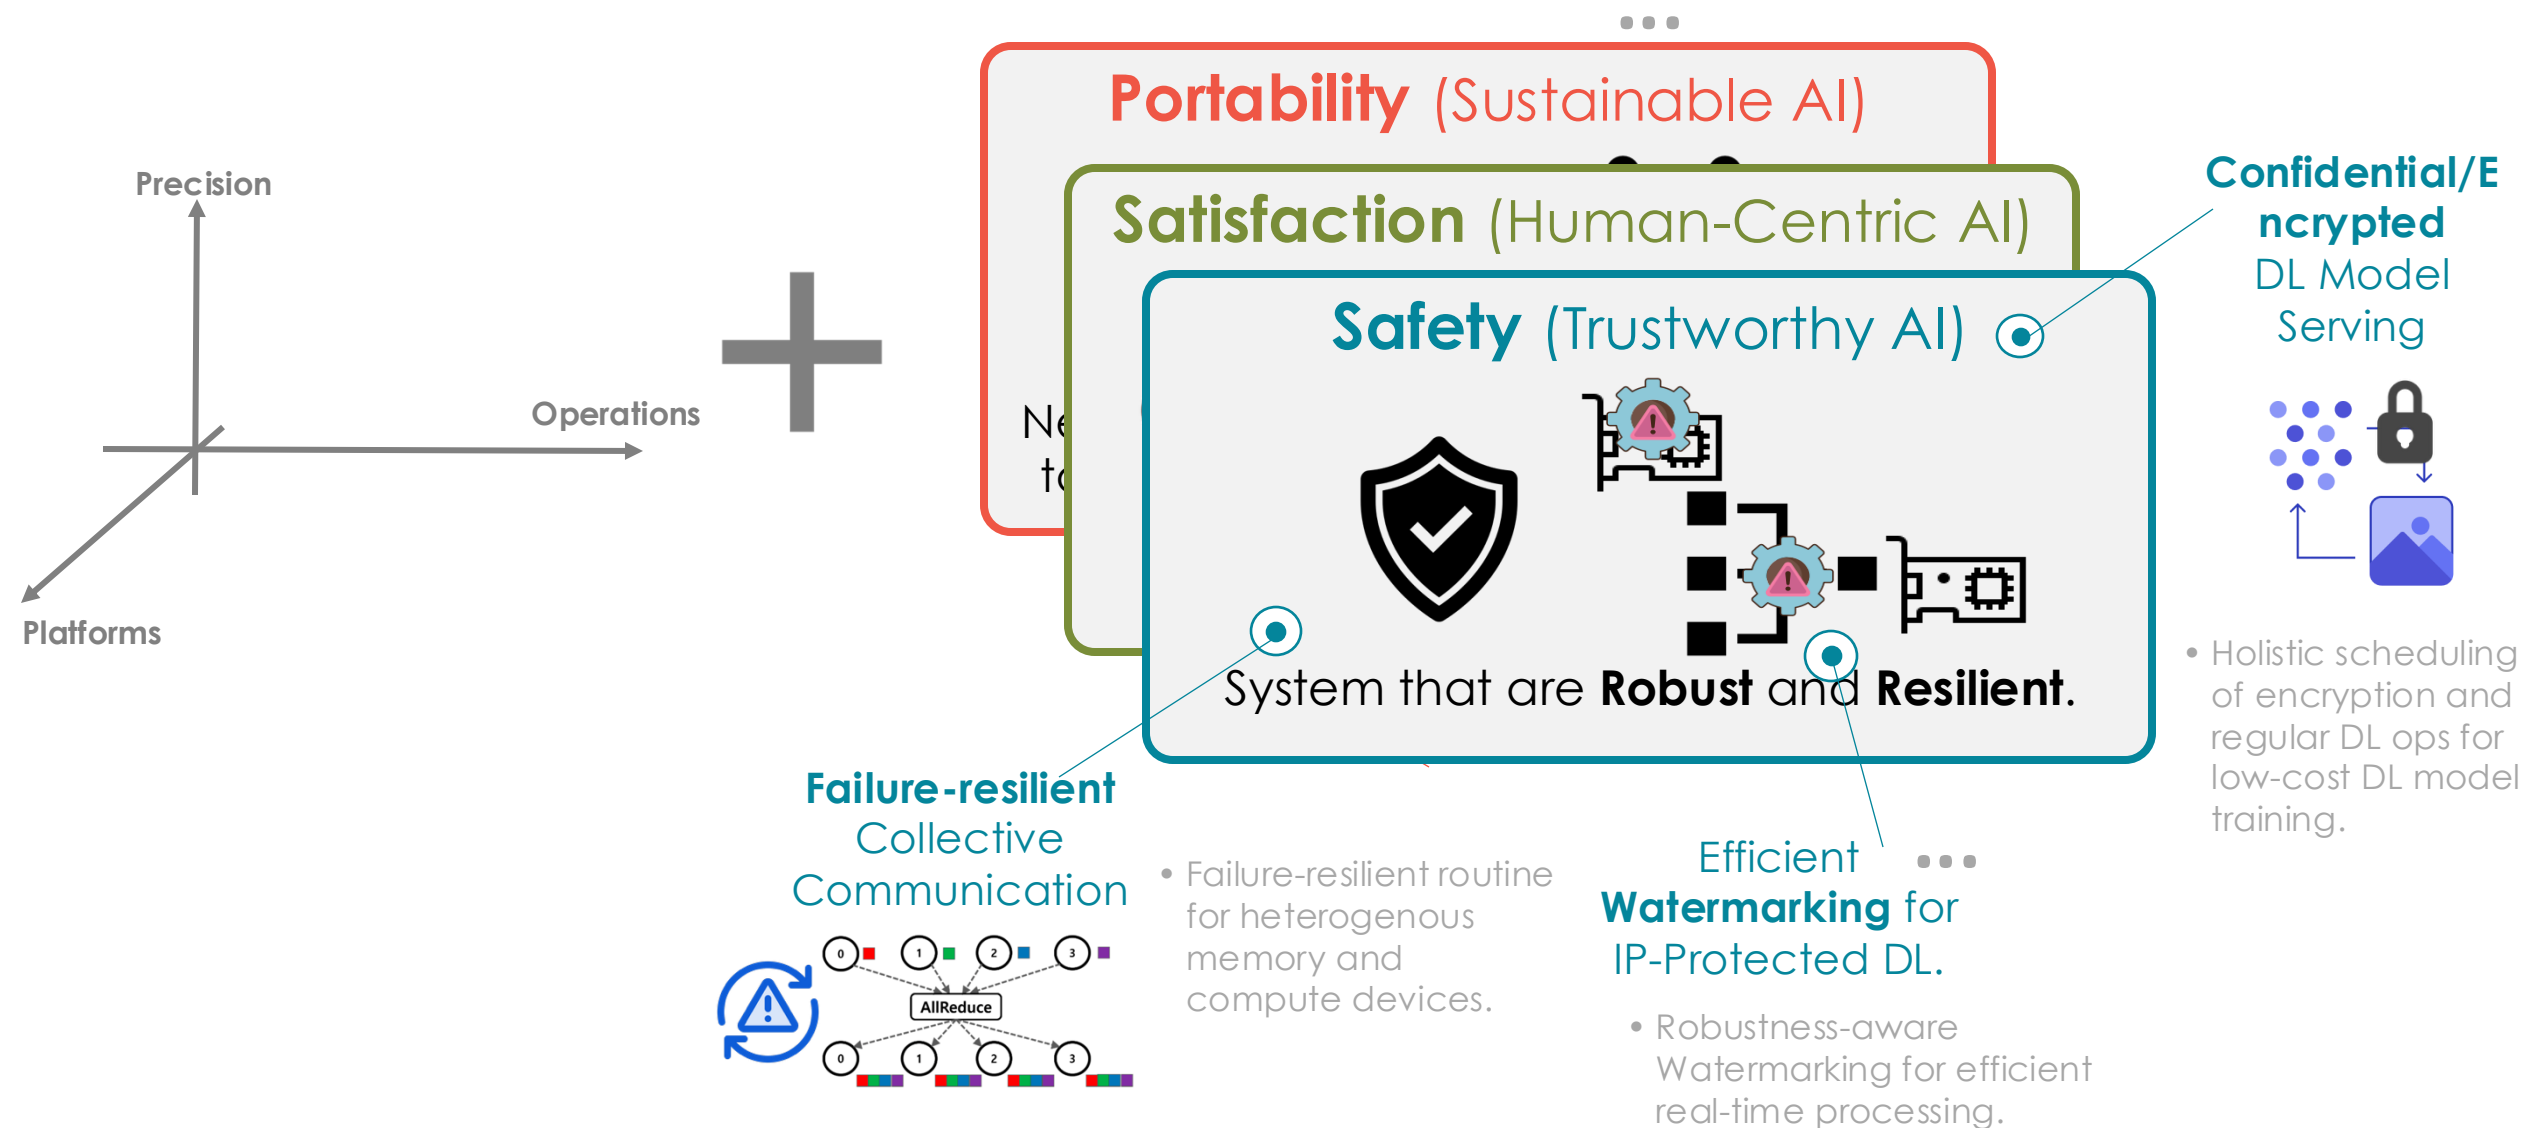 Precision
Operations
Platforms
Portability (Sustainable AI)
Satisfaction (Human-Centric AI)
Safety (Trustworthy AI)
System that are Robust and Resilient.
Confidential/E
ncrypted
DL Model
Serving
• Holistic scheduling
of encryption and
regular DL ops for
low-cost DL model
training.
Failure-resilient
Collective
Communication
0 1 2 3
AllReduce
0 1 2 3
• Failure-resilient routine
for heterogenous
memory and
compute devices.
Efficient
Watermarking for
IP-Protected DL.
• Robustness-aware
Watermarking for efficient
real-time processing.